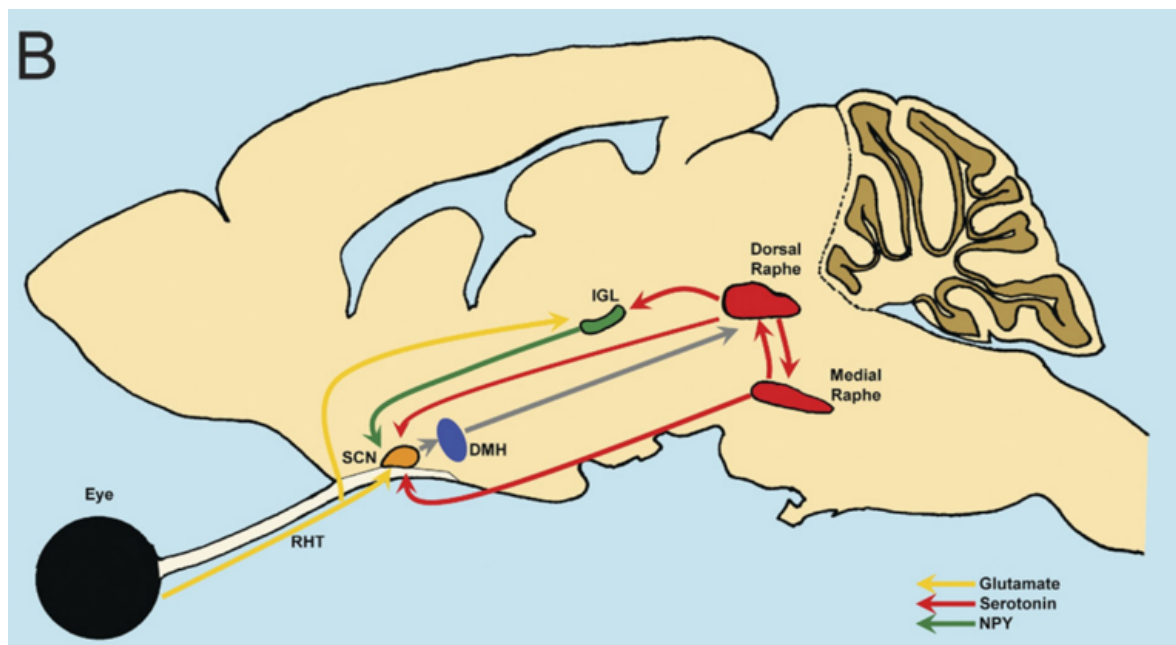 B
Dorsal
Raphe
IGL
Medial
Raphe
SCN
DMH
Eye
RHT
Glutamate
Serotonin
NPY